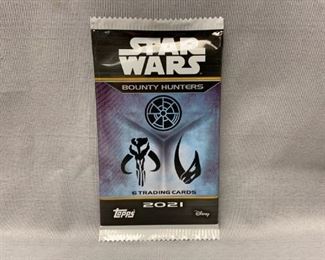 STAR
WARS
BOUNTY HUNTERS
6 TRADING CARDS
2021
Topps
Disney